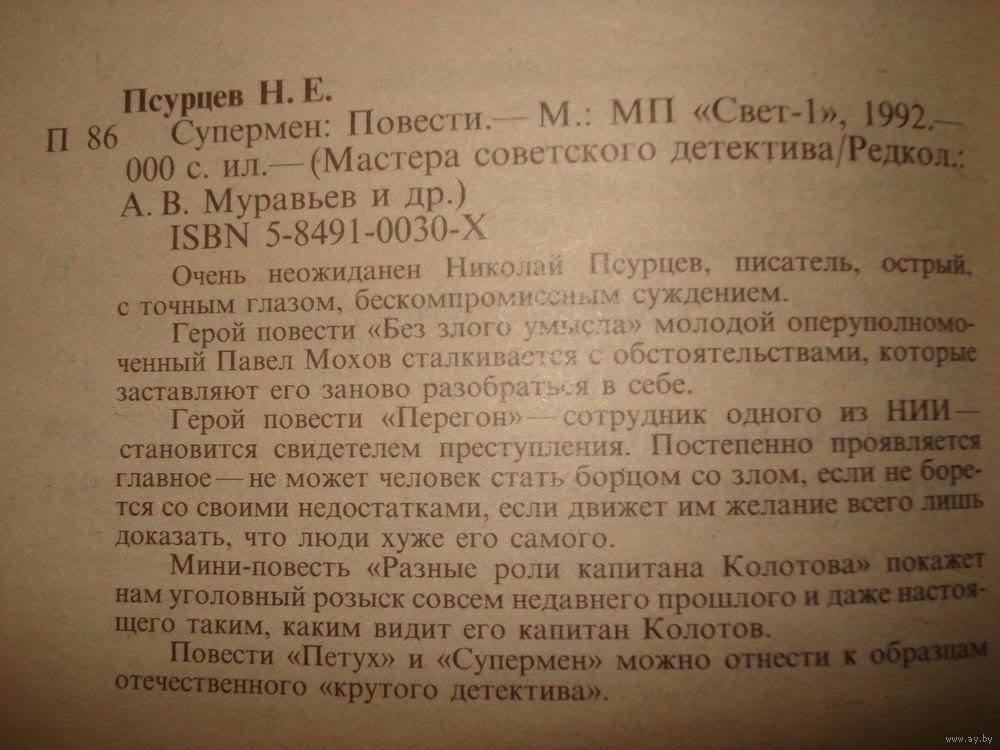 Псурцев Н. Е.
П 86 Супермен: Повести.— М.: МП «Свет-1», 1992.—
000 с. ил.—(Мастера советского детектива/Редкол.:
А. В. Муравьев и др.)
ISBN 5-8491-0030-X
Очень неожиданен Николай Псурцев, писатель, острый,
с точным глазом, бескомпромиссным суждением.
Герой повести «Без злого умысла» молодой оперуполномо-
ченный Павел Мохов сталкивается с обстоятельствами, которые
заставляют его заново разобраться в себе.
Герой повести «Перегон»—сотрудник одного из НИИ—
становится свидетелем преступления. Постепенно проявляется
главное—не может человек стать борцом со злом, если не боре-
тся со своими недостатками, если движет им желание всего лишь
доказать, что люди хуже его самого.
Мини-повесть «Разные роли капитана Колотова» покажет
нам уголовный розыск совсем недавнего прошлого и даже настоя-
щего таким, каким видит его капитан Колотов.
Повести «Петух» и «Супермен» можно отнести к образцам
отечественного «крутого детектива».
www.ay.by